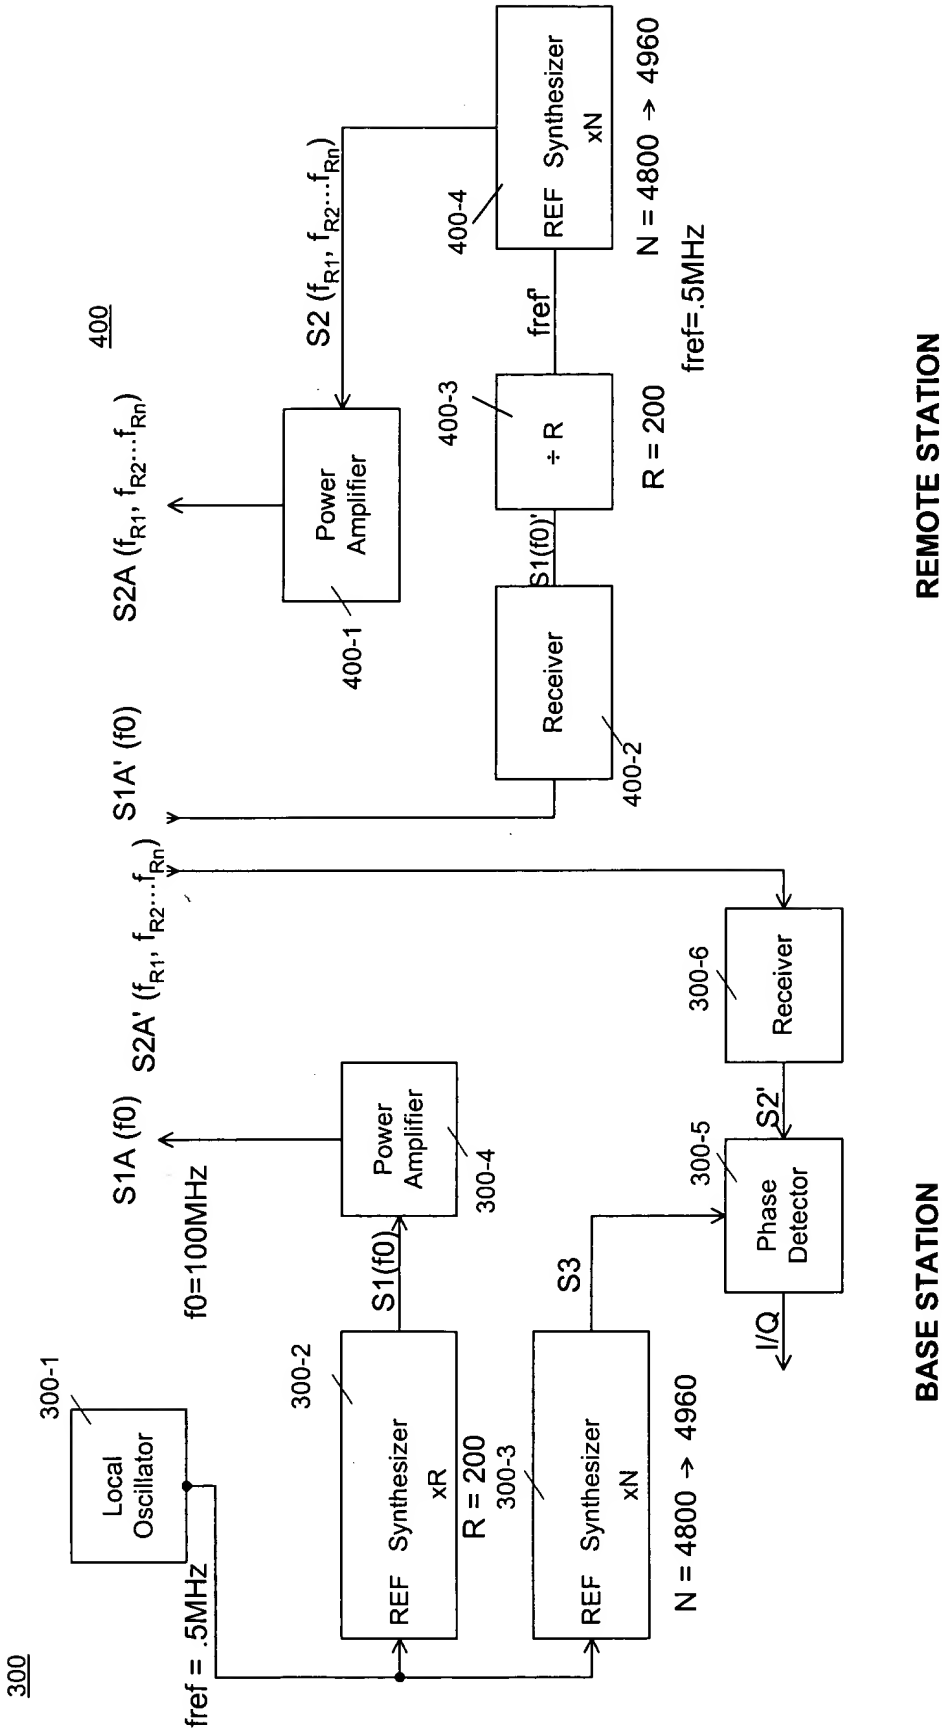 300
300-1
Local
Oscillator
fref = .5MHz
300-2
REF Synthesizer
xR
R = 200
S1(f0)
Power
Amplifier
300-4
S1A (f0)
f0=100MHz
300-3
REF Synthesizer
xN
N = 4800 → 4960
S3
300-5
Phase
Detector
I/Q
S2'
300-6
Receiver
S2A' (fR1, fR2...fRn)
BASE STATION
400
S1A' (f0)
Receiver
400-2
S1(f0)'
400-3
÷ R
R = 200
fref'
fref=.5MHz
400-4
REF Synthesizer
xN
N = 4800 → 4960
S2 (fR1, fR2...fRn)
Power
Amplifier
400-1
S2A (fR1, fR2...fRn)
REMOTE STATION